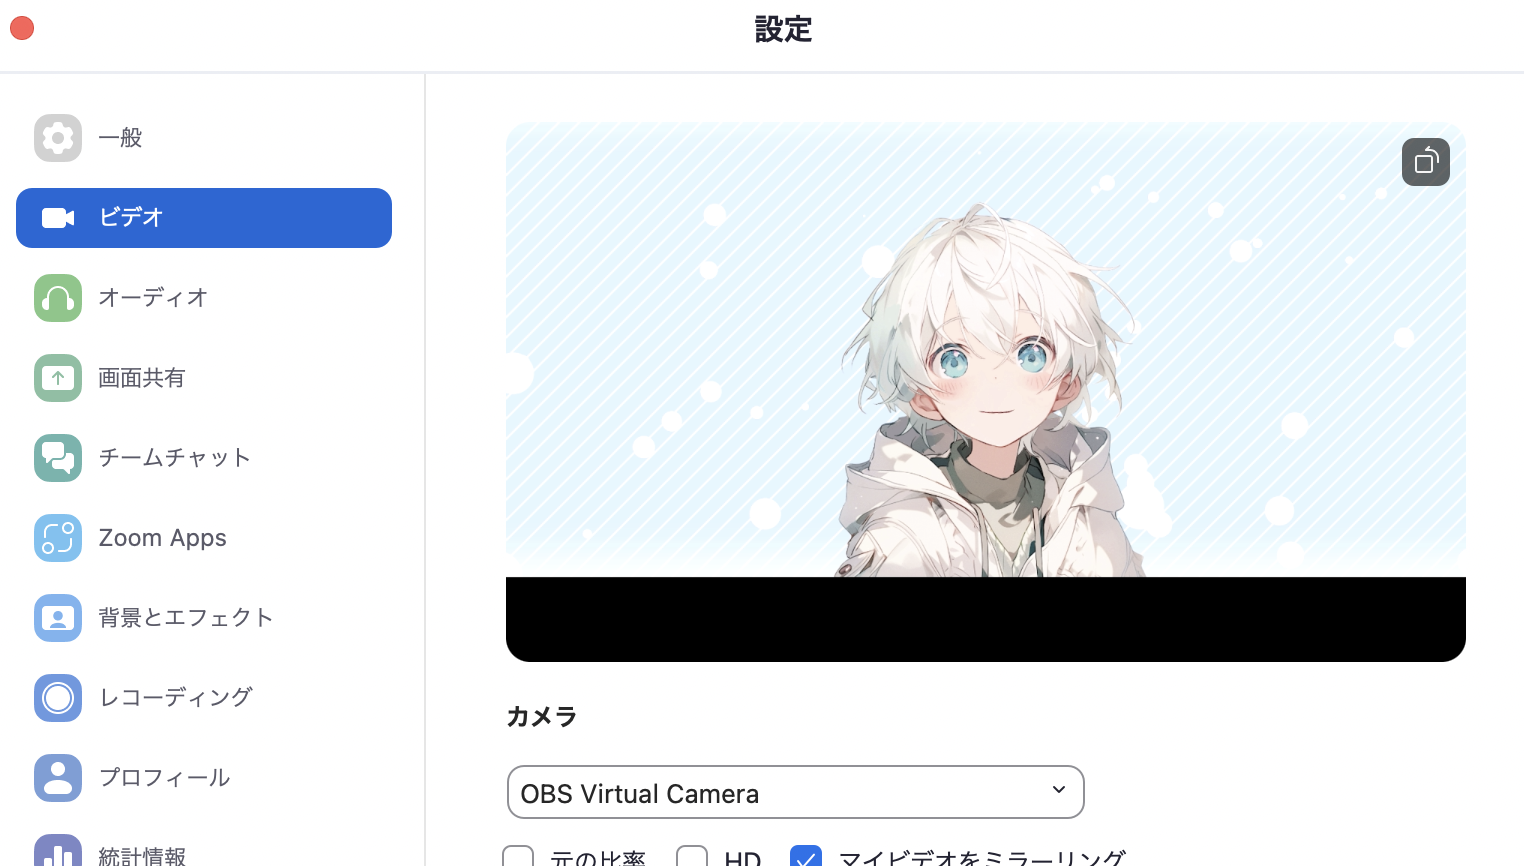 設定
一般
ビデオ
オーディオ
画面共有
チームチャット
Zoom Apps
背景とエフェクト
レコーディング
プロフィール
統計情報
カメラ
OBS Virtual Camera
元の比率 HD マイビデオをミラーリング